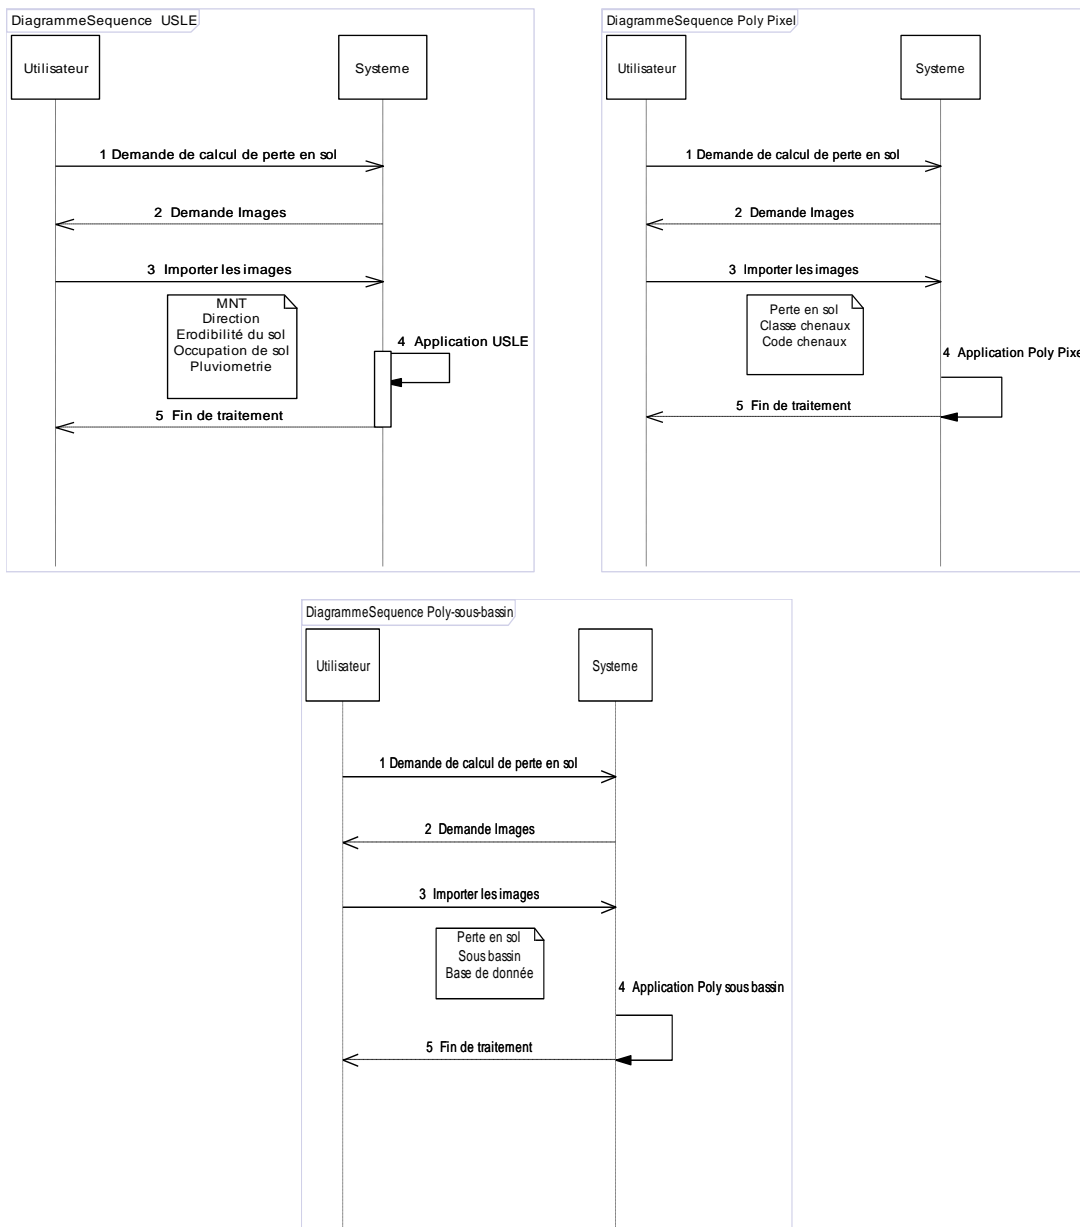 DiagrammeSequence USLE
Utilisateur
Systeme
1 Demande de calcul de perte en sol
2 Demande Images
3 Importer les images
MNT
Direction
Erodibilité du sol
Occupation de sol
Pluviometrie
4 Application USLE
5 Fin de traitement
DiagrammeSequence Poly Pixel
Utilisateur
Systeme
1 Demande de calcul de perte en sol
2 Demande Images
3 Importer les images
Perte en sol
Classe chenaux
Code chenaux
4 Application Poly Pixe
5 Fin de traitement
DiagrammeSequence Poly-sous-bassin
Utilisateur
Systeme
1 Demande de calcul de perte en sol
2 Demande Images
3 Importer les images
Perte en sol
Sous bassin
Base de donnée
4 Application Poly sous bassin
5 Fin de traitement